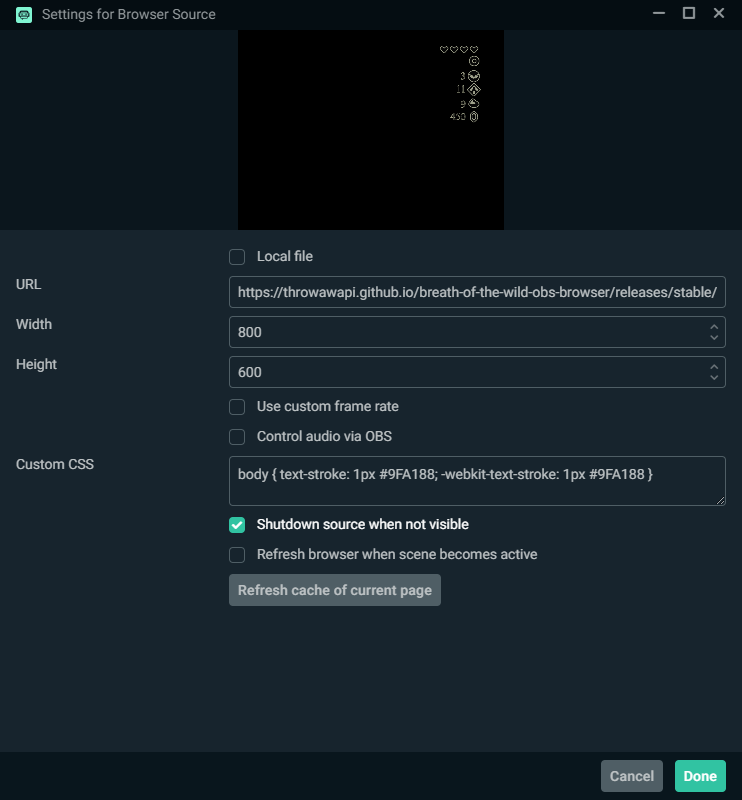 Settings for Browser Source
3
11
9
450
Local file
URL
https://throwawapi.github.io/breath-of-the-wild-obs-browser/releases/stable/
Width
800
Height
600
Use custom frame rate
Control audio via OBS
Custom CSS
body { text-stroke: 1px #9FA188; -webkit-text-stroke: 1px #9FA188 }
Shutdown source when not visible
Refresh browser when scene becomes active
Refresh cache of current page
Cancel
Done